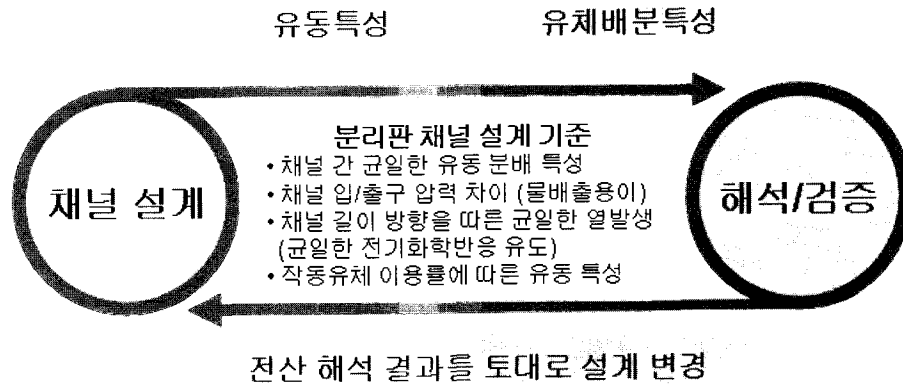 유동특성 유체배분특성
분리판 채널 설계 기준
• 채널 간 균일한 유동 분배 특성
• 채널 입/출구 압력 차이 (물배출용이)
• 채널 길이 방향을 따른 균일한 열발생
(균일한 전기화학반응 유도)
• 작동유체 이용률에 따른 유동 특성
채널 설계
해석/검증
전산 해석 결과를 토대로 설계 변경